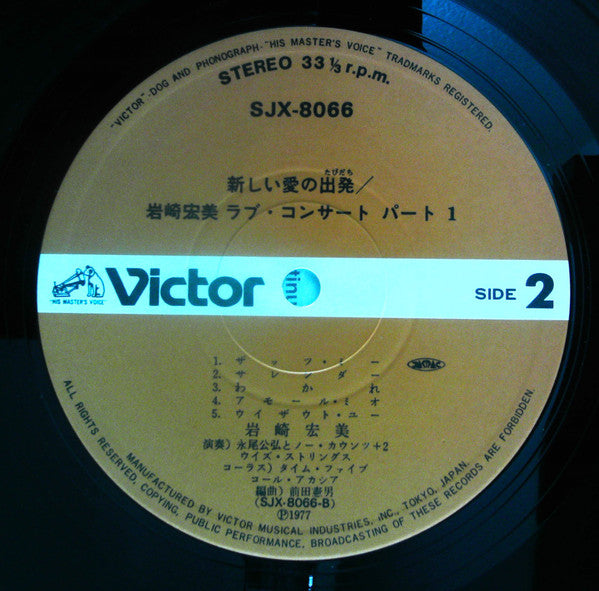 "VICTOR"-DOG AND PHONOGRAPH-"HIS MASTER'S VOICE" TRADMARKS REGISTERED.
STEREO 33⅓ r.p.m.
SJX-8066
新しい愛の出発(たびだち)/
岩崎宏美 ラブ・コンサート パート 1
"HIS MASTER'S VOICE"
Victor
SIDE 2
1. ザッツ・ミー
2. サレンダー
3. わかれ
4. アモール・ミオ
5. ウイザウト・ユー
岩崎宏美
演奏) 永尾公弘とノー・カウンツ+2
ウイズ・ストリングス
コーラス) タイム・ファイブ
コール・アカシア
編曲) 前田憲男
(SJX-8066-B)
Ⓟ1977
MANUFACTURED BY VICTOR MUSICAL INDUSTRIES, INC., TOKYO, JAPAN.
ALL RIGHTS RESERVED. COPYING, PUBLIC PERFORMANCE, BROADCASTING OF THESE RECORDS ARE FORBIDDEN.